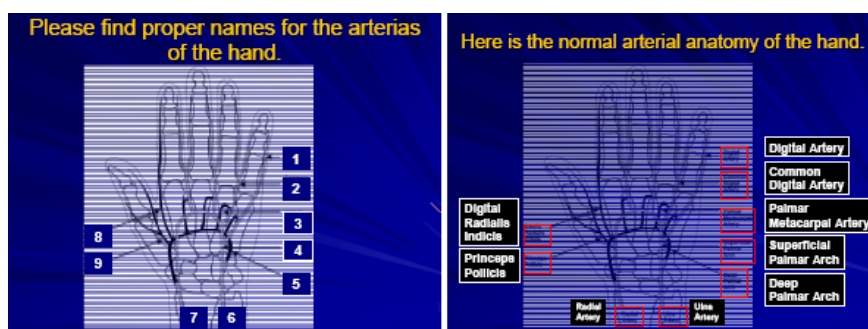 Please find proper names for the arterias
of the hand.
1
2
3
4
5
6
7
8
9
Here is the normal arterial anatomy of the hand.
Digital Artery
Common
Digital Artery
Palmar
Metacarpal Artery
Superficial
Palmar Arch
Deep
Palmar Arch
Digital
Radialis
Indicis
Princeps
Pollicis
Radial
Artery
Ulna
Artery